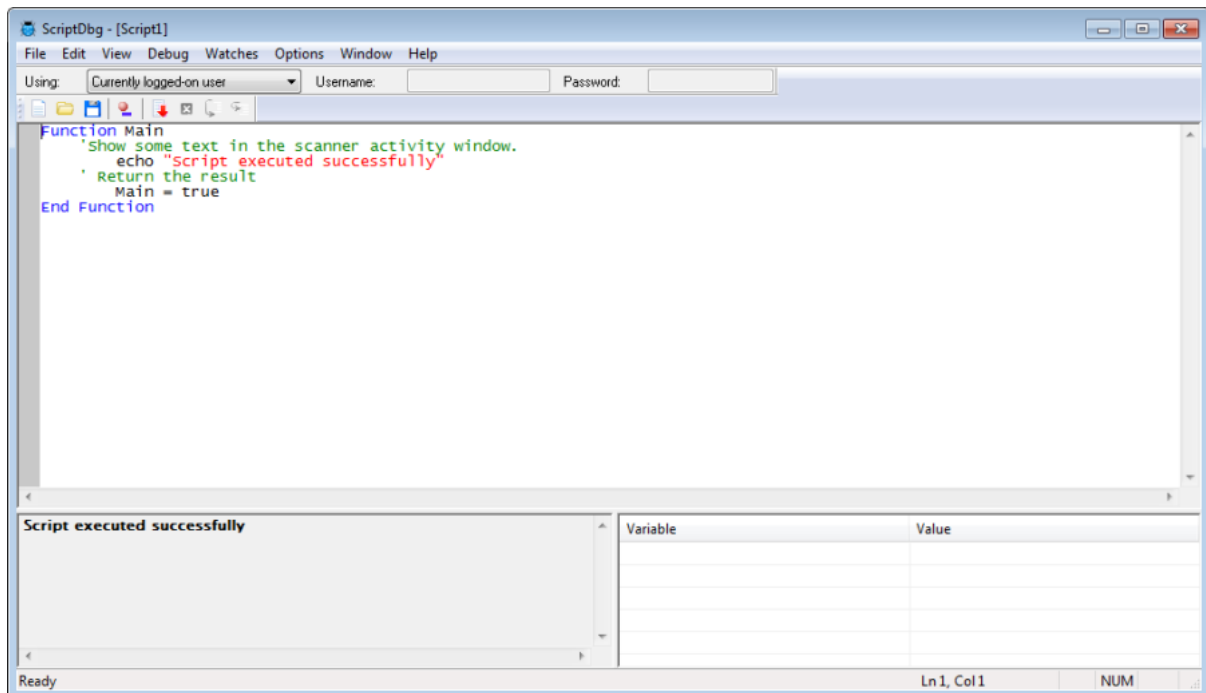 ScriptDbg - [Script1]
File Edit View Debug Watches Options Window Help
Using: Currently logged-on user Username: Password:
Function Main
'Show some text in the scanner activity window.
echo "Script executed successfully"
' Return the result
Main = true
End Function
Script executed successfully
Variable Value
Ready Ln 1, Col 1 NUM